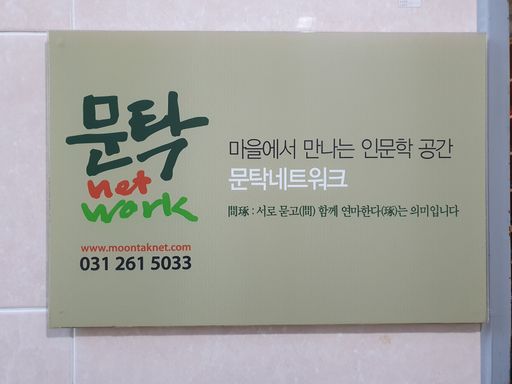 문탁
net
work
www.moontaknet.com
031 261 5033
마을에서 만나는 인문학 공간
문탁네트워크
問琢 : 서로 묻고(問) 함께 연마한다(琢)는 의미입니다